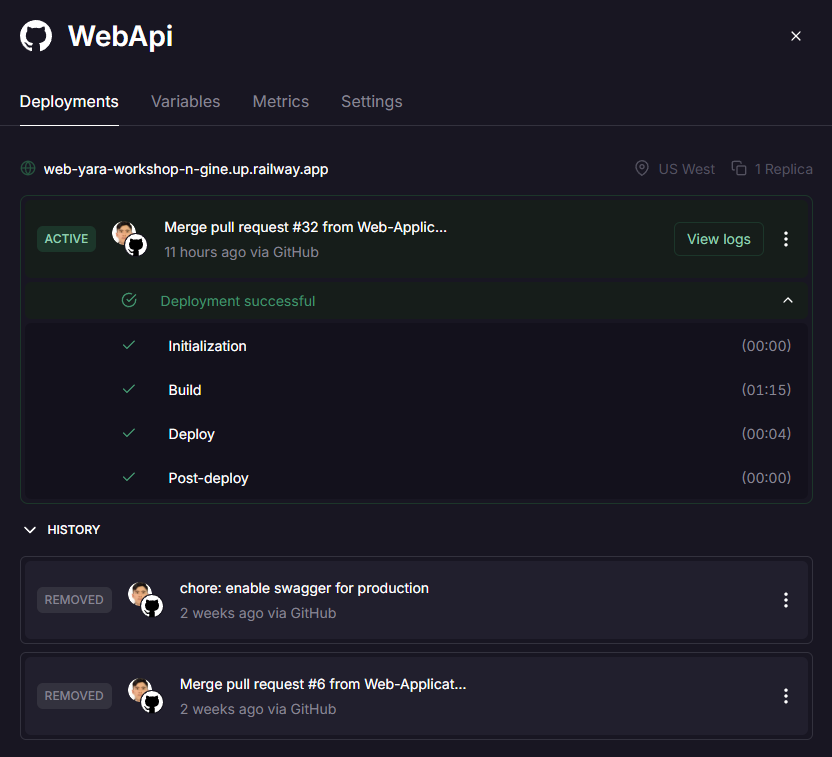 WebApi
Deployments Variables Metrics Settings
web-yara-workshop-n-gine.up.railway.app US West 1 Replica
ACTIVE Merge pull request #32 from Web-Applic... View logs
11 hours ago via GitHub
Deployment successful
Initialization (00:00)
Build (01:15)
Deploy (00:04)
Post-deploy (00:00)
HISTORY
REMOVED chore: enable swagger for production
2 weeks ago via GitHub
REMOVED Merge pull request #6 from Web-Applicat...
2 weeks ago via GitHub